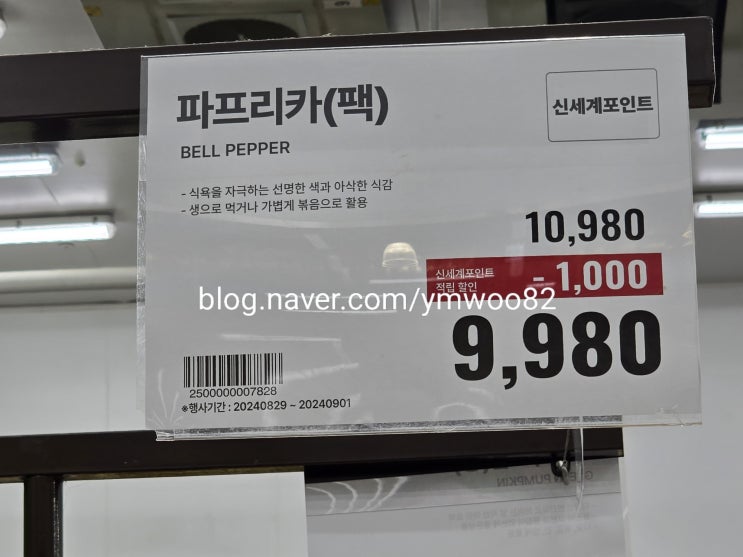 파프리카(팩)
신세계포인트
BELL PEPPER
- 식욕을 자극하는 선명한 색과 아삭한 식감
- 생으로 먹거나 가볍게 볶음으로 활용
10,980
신세계포인트
적립 할인
- 1,000
blog.naver.com/ymwoo82
9,980
2500000007828
※행사기간 : 20240829 ~ 20240901